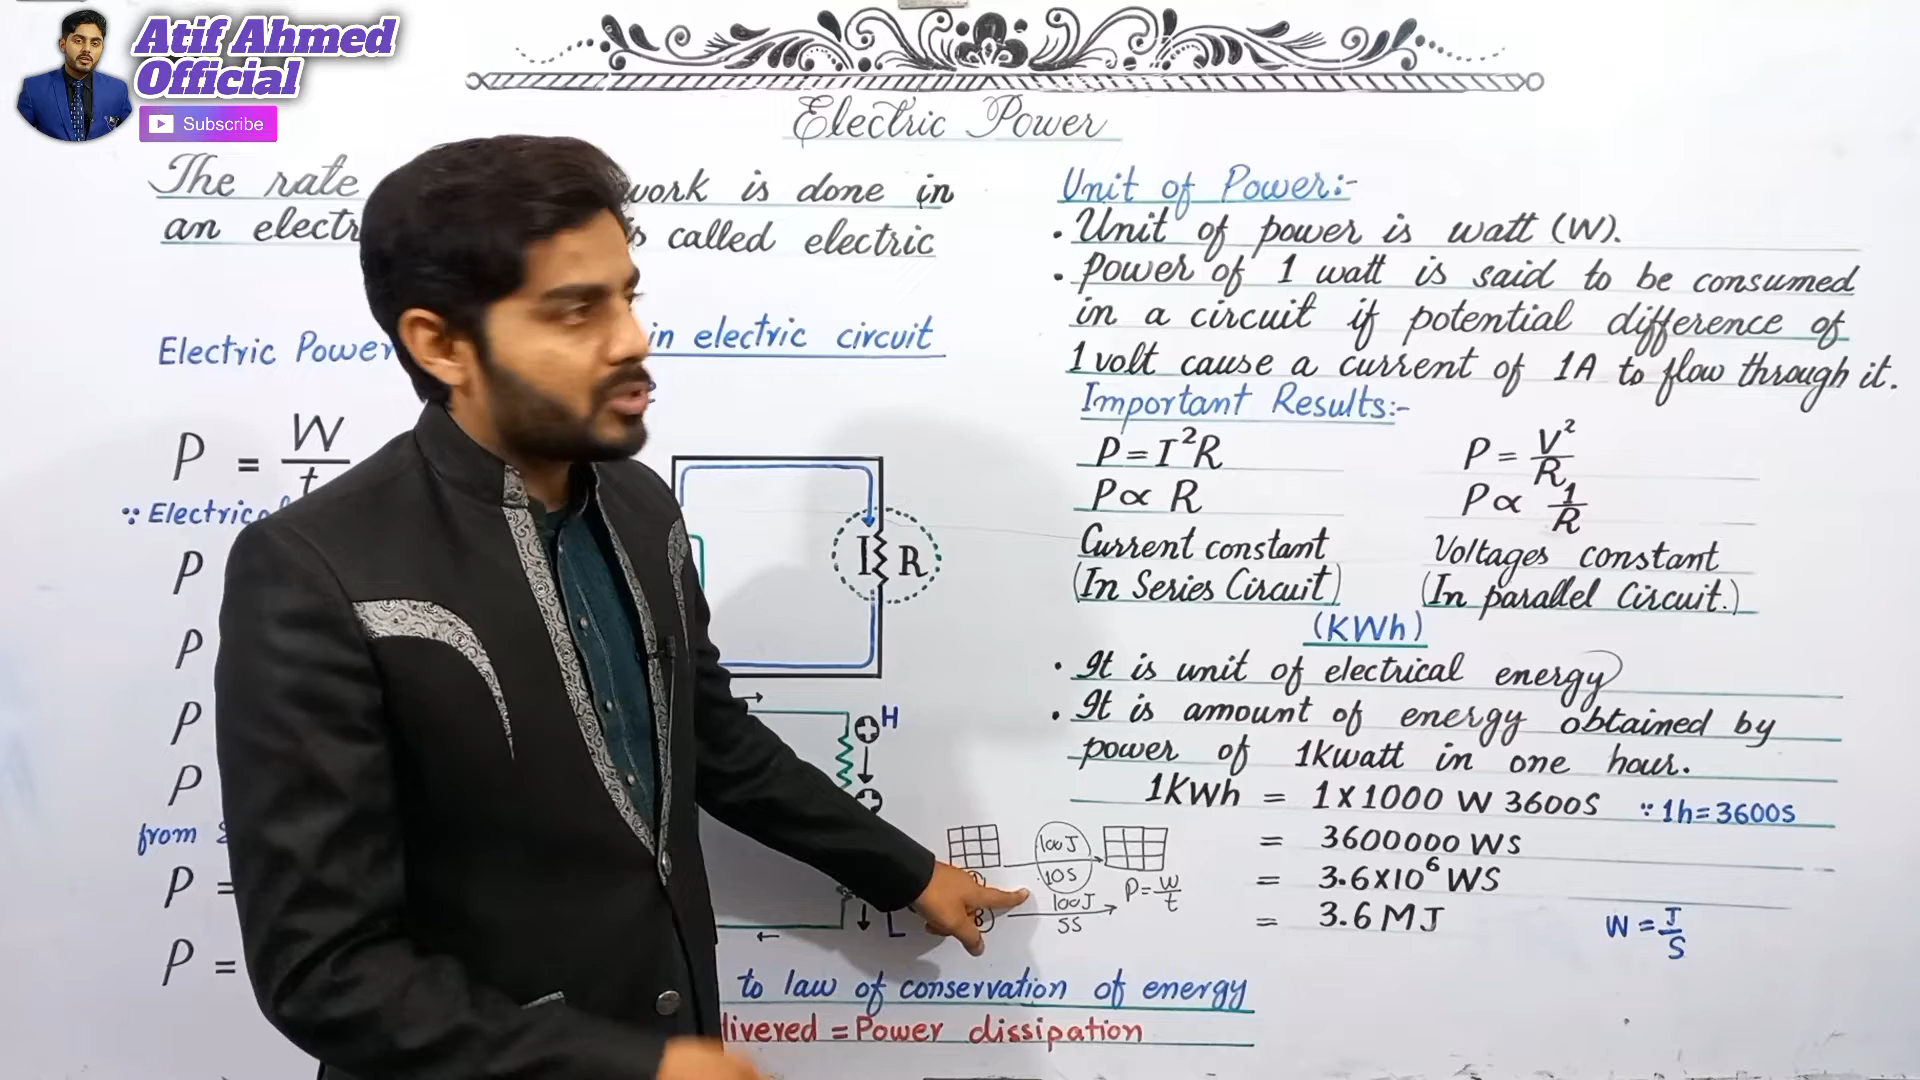 Atif Ahmed
Official
Subscribe
Electric Power
The rate work is done in
an called electric
Electric Power in electric circuit
P = W/t
∵
P
P
P
P
from
P =
P =
I R
H
L
100J
10S
100J
5S
P = W/t
to law of conservation of energy
= Power dissipation
Unit of Power:-
• Unit of power is watt (W).
• Power of 1 watt is said to be consumed
in a circuit if potential difference of
1 volt cause a current of 1A to flow through it.
Important Results:-
P = I²R
P ∝ R
Current constant
(In Series Circuit)
P = V²/R
P ∝ 1/R
Voltages constant
(In parallel Circuit.)
(KWh)
• It is unit of electrical energy
• It is amount of energy obtained by
power of 1Kwatt in one hour.
1KWh = 1 X 1000 W 3600S ∵ 1h = 3600S
= 3600000 WS
= 3.6X10⁶ WS
= 3.6 MJ
W = J/S